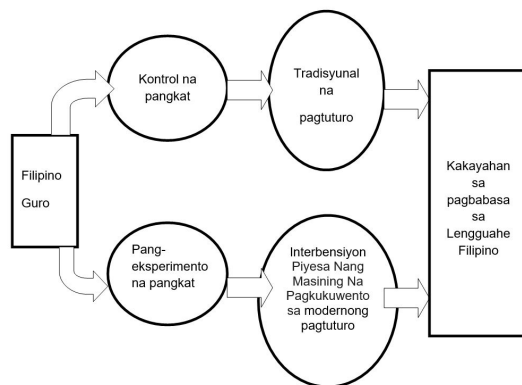 Filipino
Guro
Kontrol na
pangkat
Tradisyunal
na
pagtuturo
Pang-
eksperimento
na pangkat
Interbensiyon
Piyesa Nang
Masining Na
Pagkukuwento
sa modernong
pagtuturo
Kakayahan
sa
pagbabasa
sa
Lengguahe
Filipino